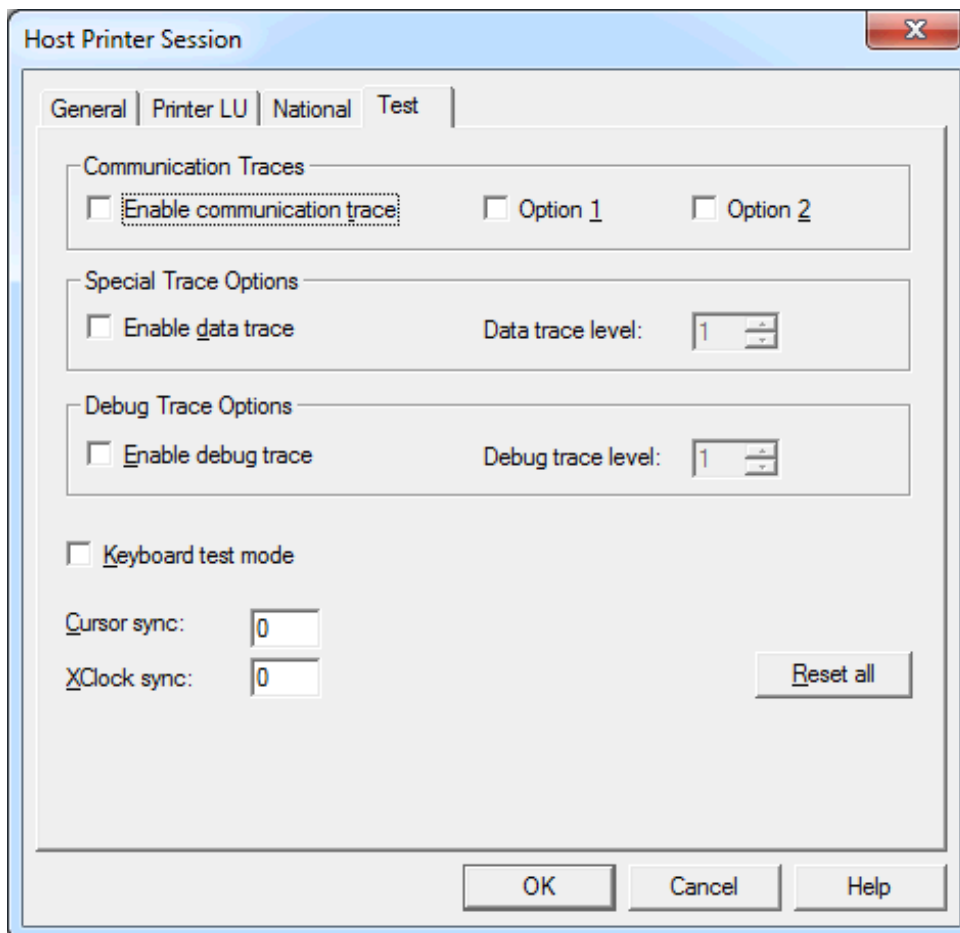 Host Printer Session
General Printer LU National Test
Communication Traces
Enable communication trace Option 1 Option 2
Special Trace Options
Enable data trace Data trace level: 1
Debug Trace Options
Enable debug trace Debug trace level: 1
Keyboard test mode
Cursor sync: 0
XClock sync: 0
Reset all
OK Cancel Help